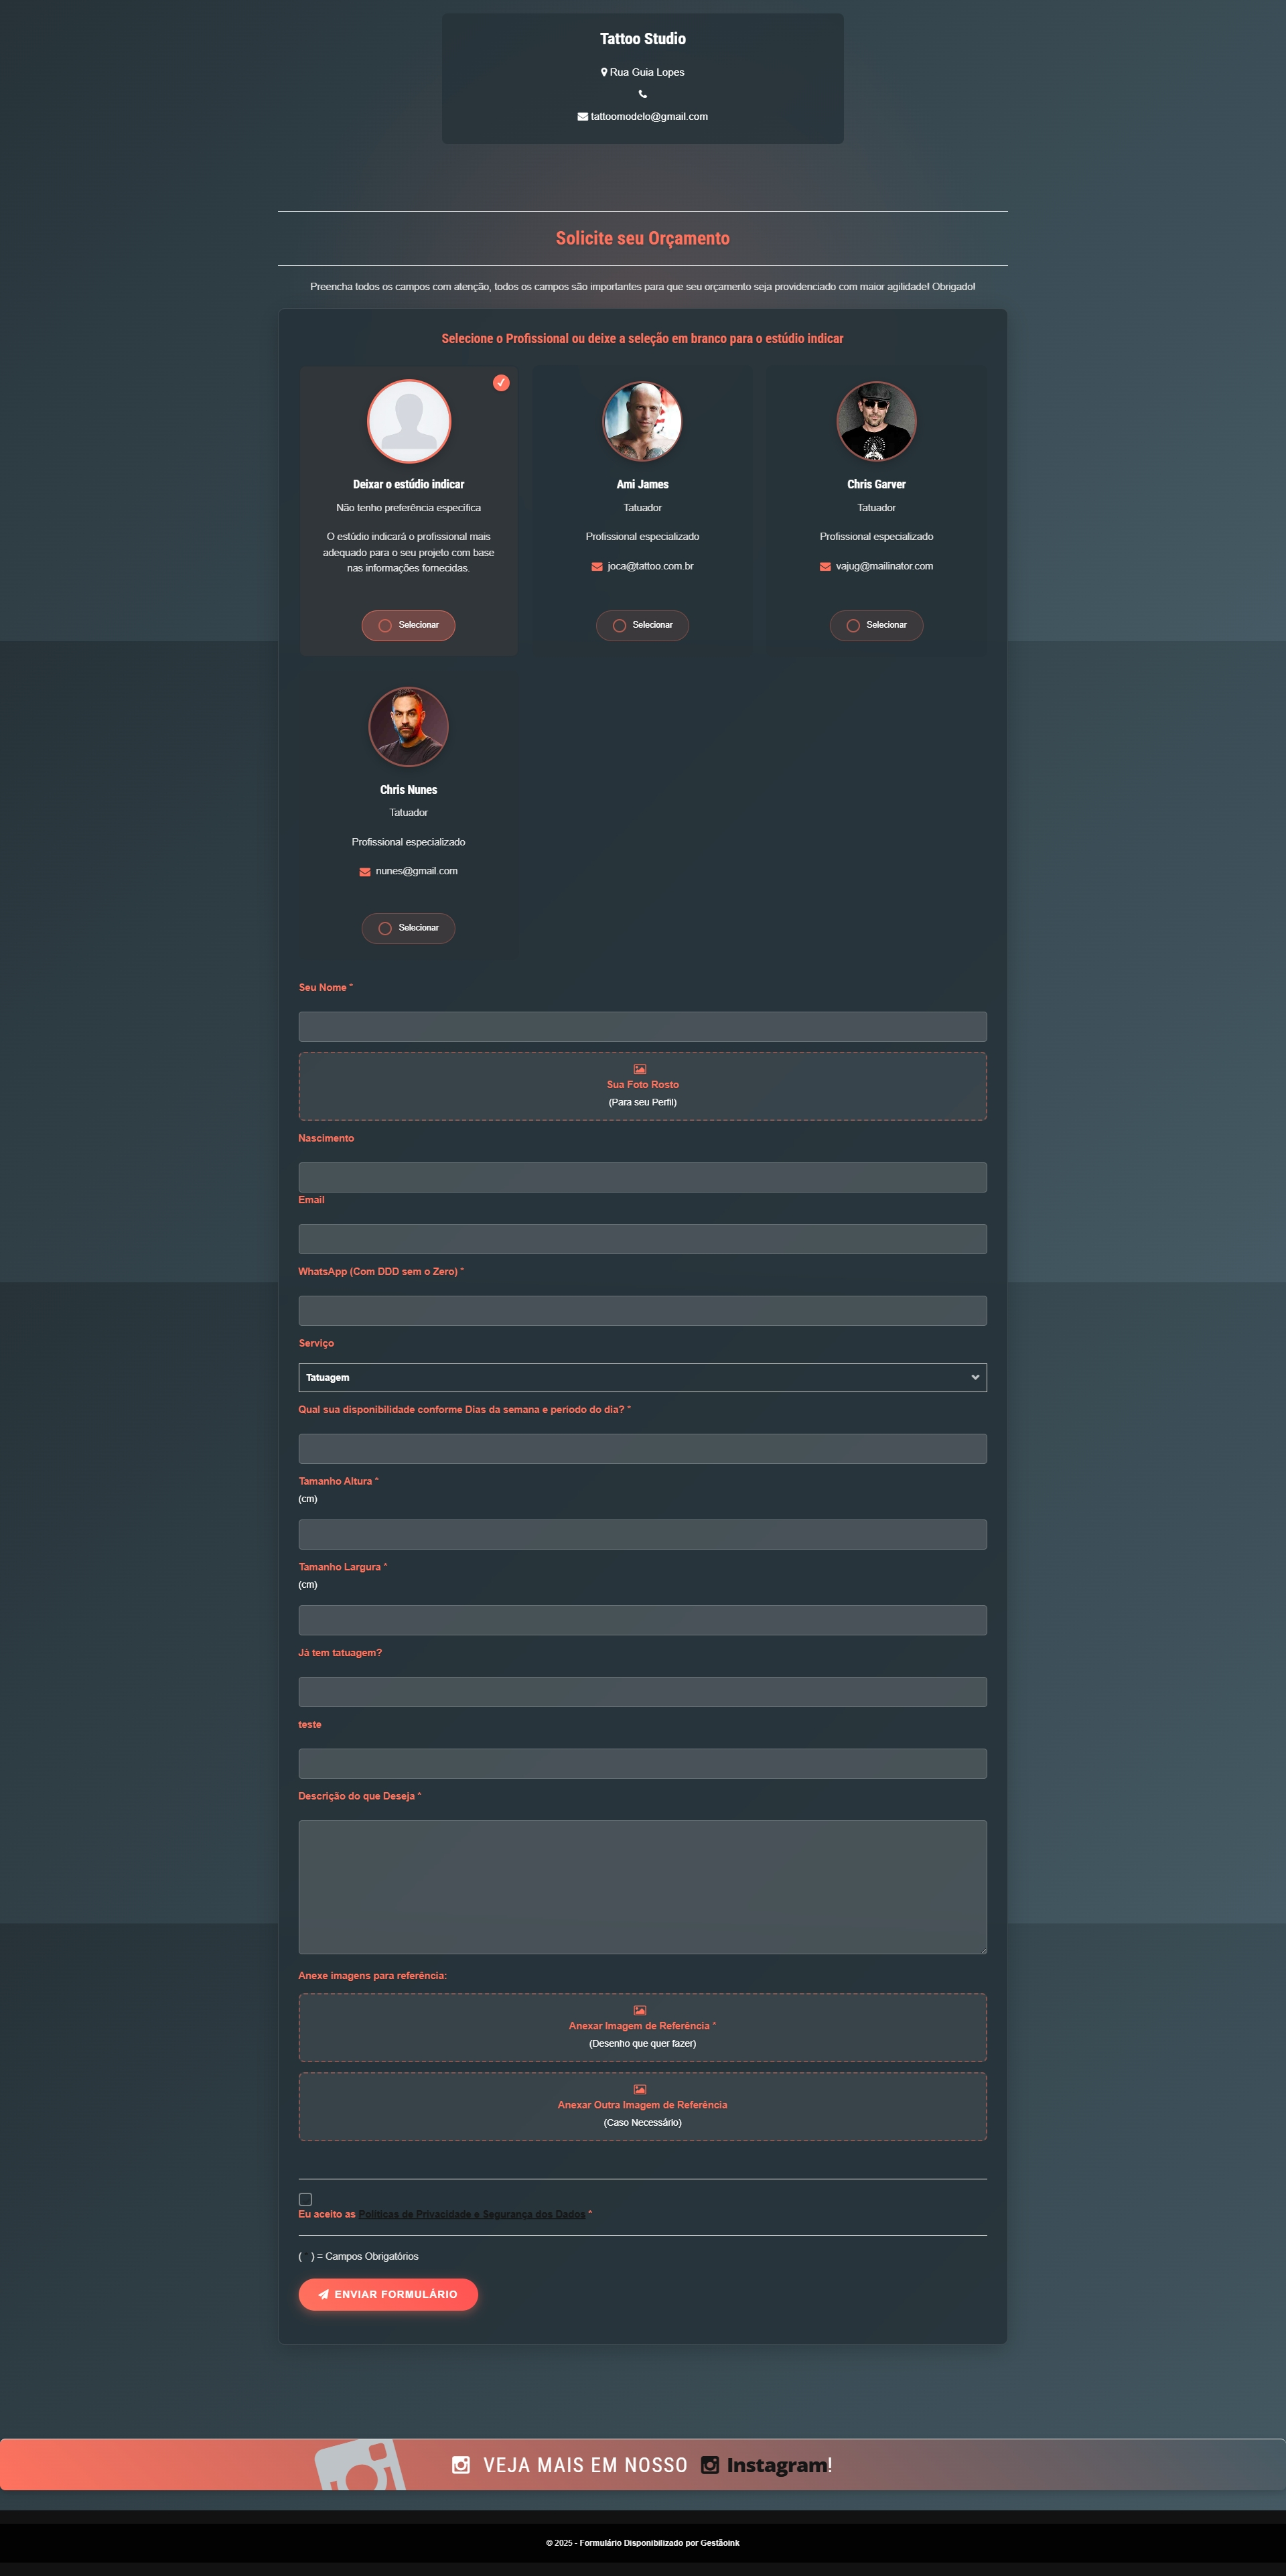 Tattoo Studio
Rua Guia Lopes
tattoomodelo@gmail.com
Solicite seu Orçamento
Preencha todos os campos com atenção, todos os campos são importantes para que seu orçamento seja providenciado com maior agilidade! Obrigado!
Selecione o Profissional ou deixe a seleção em branco para o estúdio indicar
Deixar o estúdio indicar
Não tenho preferência específica
O estúdio indicará o profissional mais
adequado para o seu projeto com base
nas informações fornecidas.
Selecionar
Ami James
Tatuador
Profissional especializado
joca@tattoo.com.br
Selecionar
Chris Garver
Tatuador
Profissional especializado
vajug@mailinator.com
Selecionar
Chris Nunes
Tatuador
Profissional especializado
nunes@gmail.com
Selecionar
Seu Nome *
Sua Foto Rosto
(Para seu Perfil)
Nascimento
Email
WhatsApp (Com DDD sem o Zero) *
Serviço
Tatuagem
Qual sua disponibilidade conforme Dias da semana e período do dia? *
Tamanho Altura *
(cm)
Tamanho Largura *
(cm)
Já tem tatuagem?
teste
Descrição do que Deseja *
Anexe imagens para referência:
Anexar Imagem de Referência *
(Desenho que quer fazer)
Anexar Outra Imagem de Referência
(Caso Necessário)
Eu aceito as Políticas de Privacidade e Segurança dos Dados *
( ) = Campos Obrigatórios
ENVIAR FORMULÁRIO
VEJA MAIS EM NOSSO Instagram!
© 2025 - Formulário Disponibilizado por Gestãoink